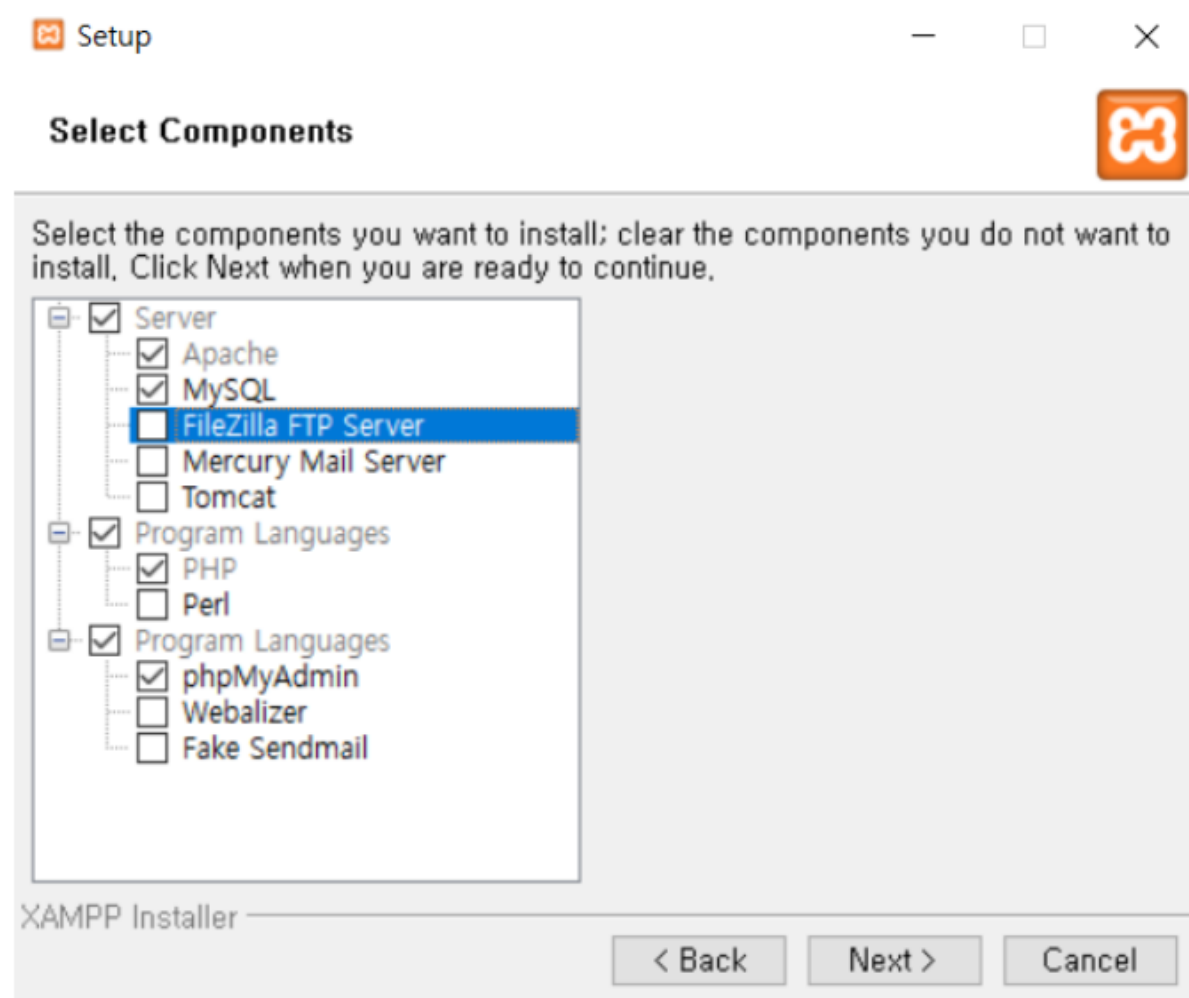 Setup
Select Components
Select the components you want to install; clear the components you do not want to
install. Click Next when you are ready to continue.
Server
Apache
MySQL
FileZilla FTP Server
Mercury Mail Server
Tomcat
Program Languages
PHP
Perl
Program Languages
phpMyAdmin
Webalizer
Fake Sendmail
XAMPP Installer
< Back
Next >
Cancel